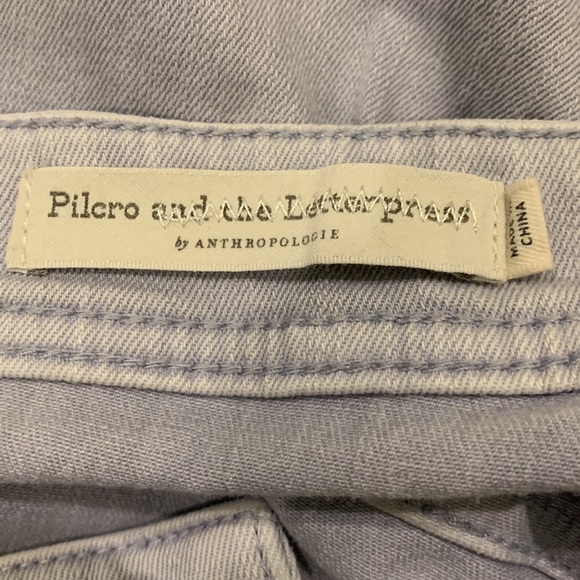 Pilcro and the Letterpress
by ANTHROPOLOGIE
MADE IN
CHINA